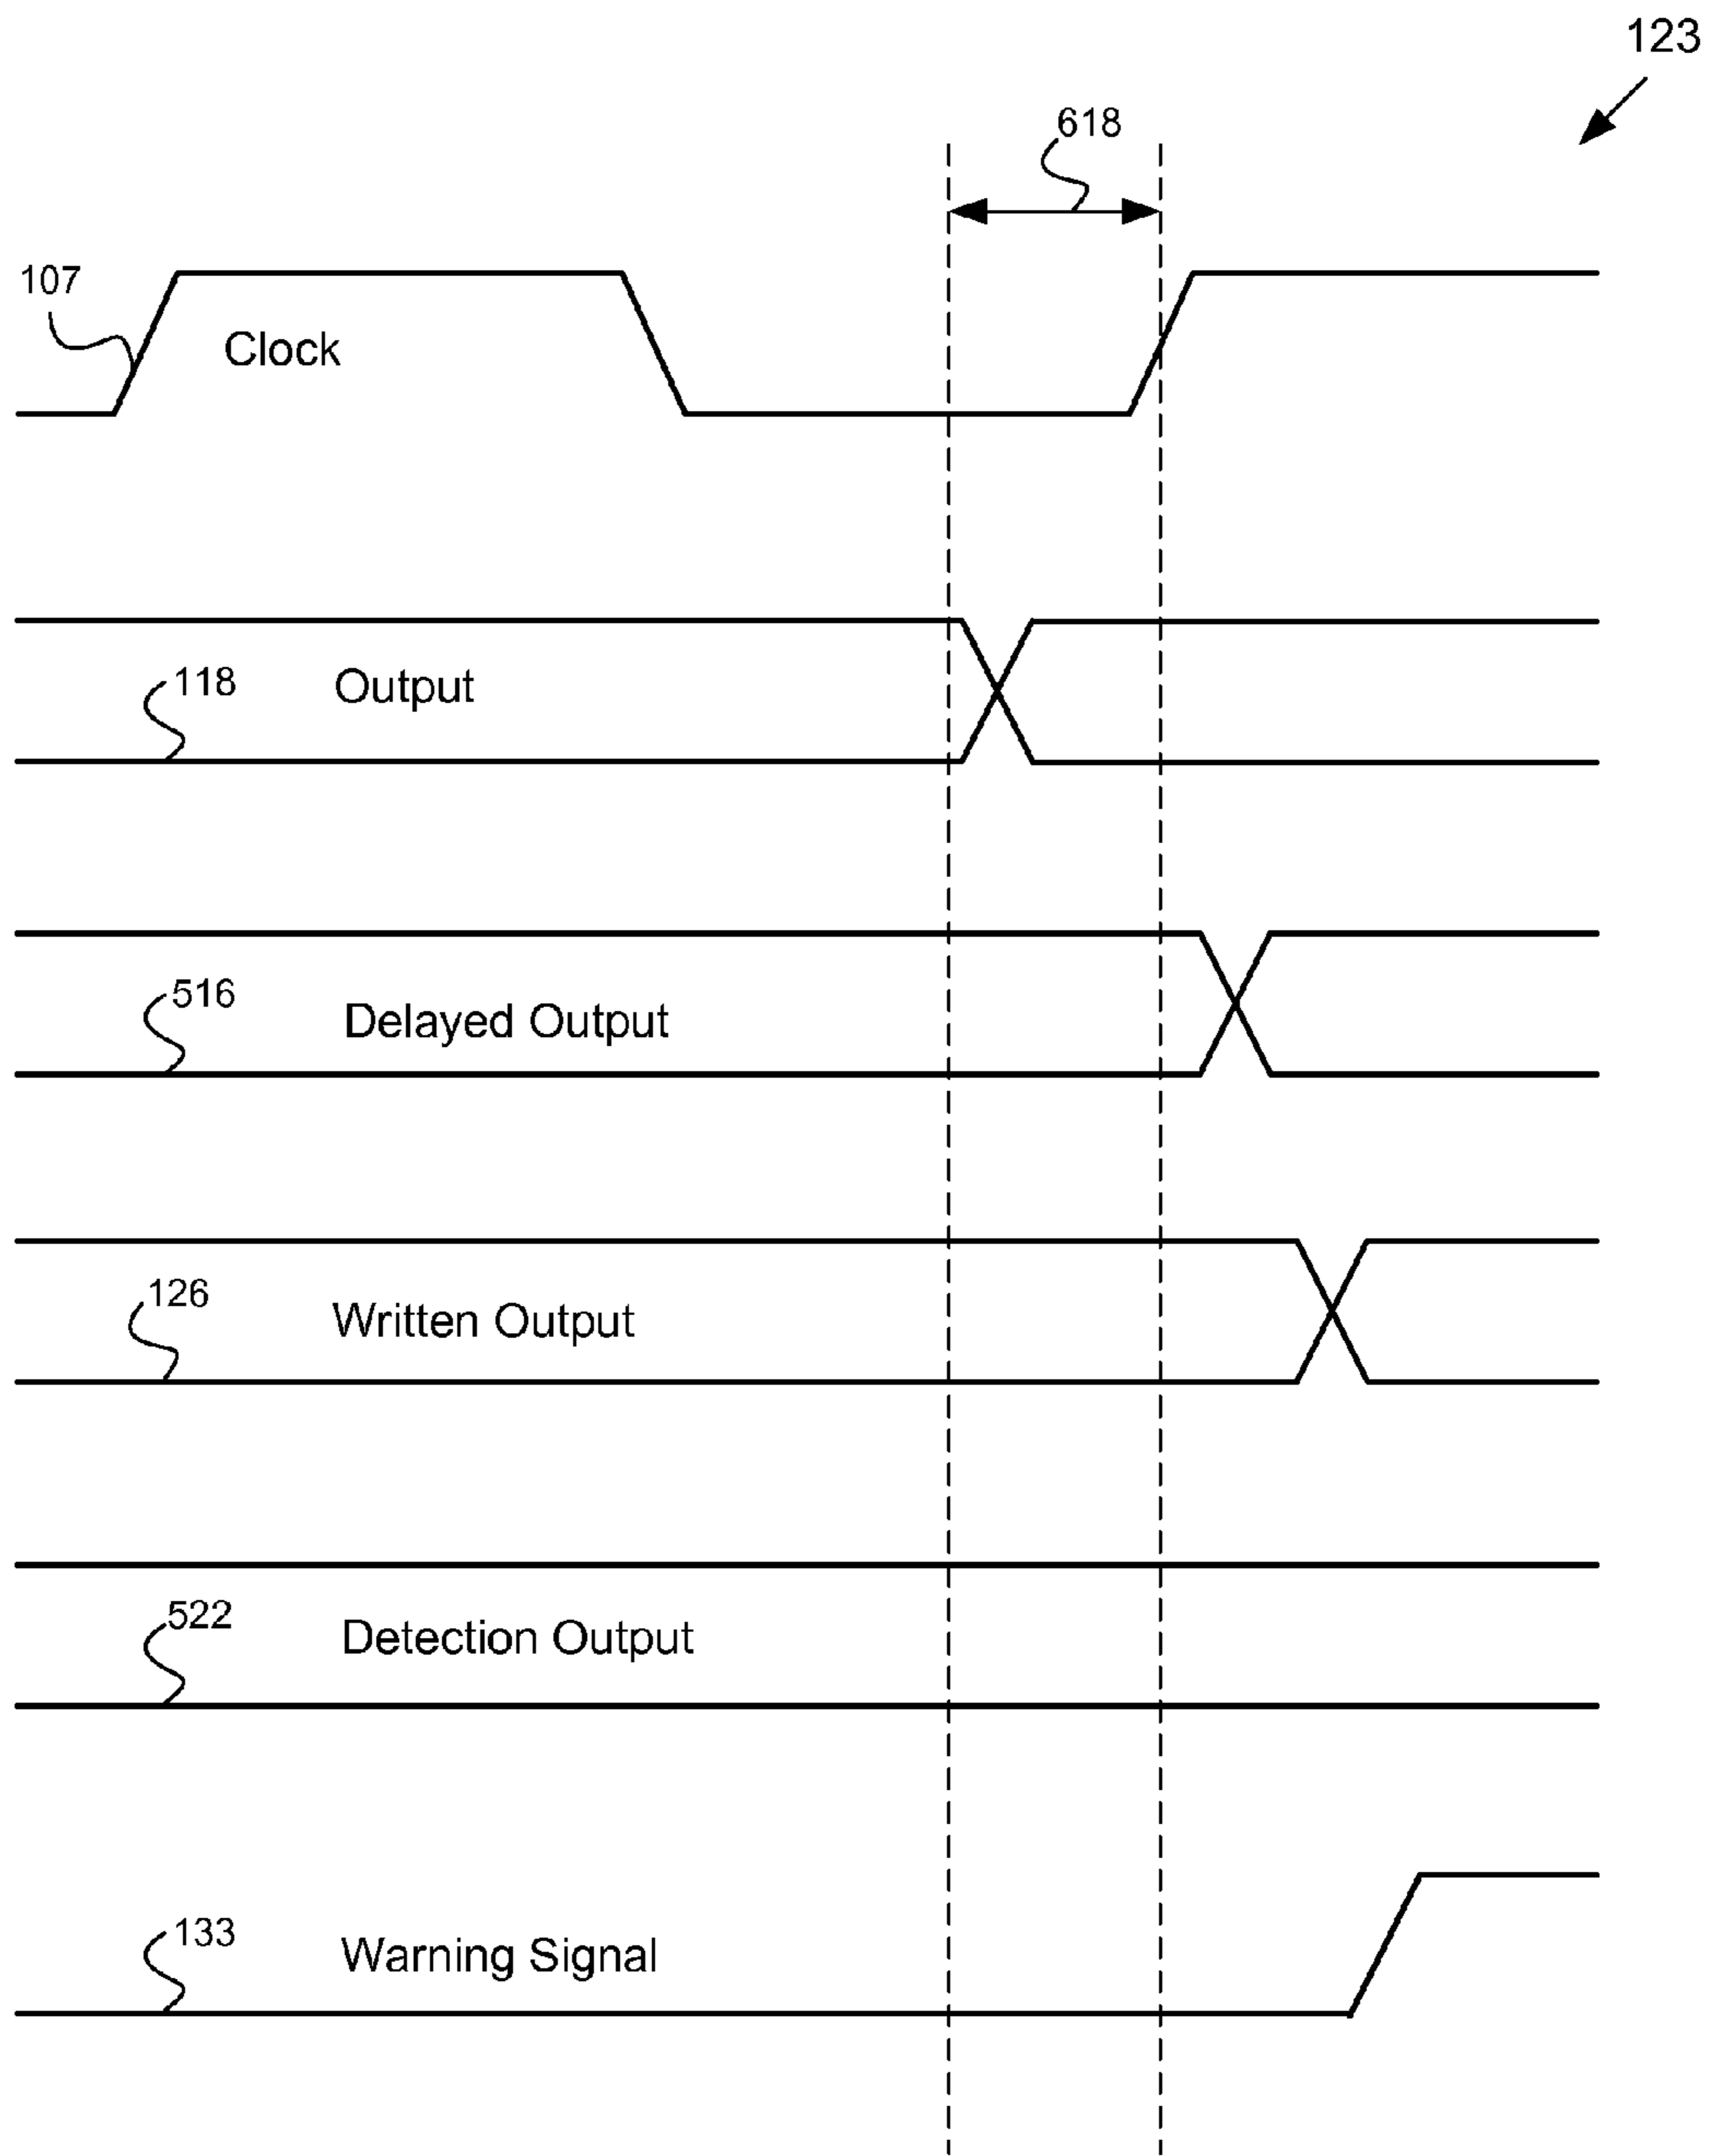 123
618
107
Clock
118
Output
516
Delayed Output
126
Written Output
522
Detection Output
133
Warning Signal